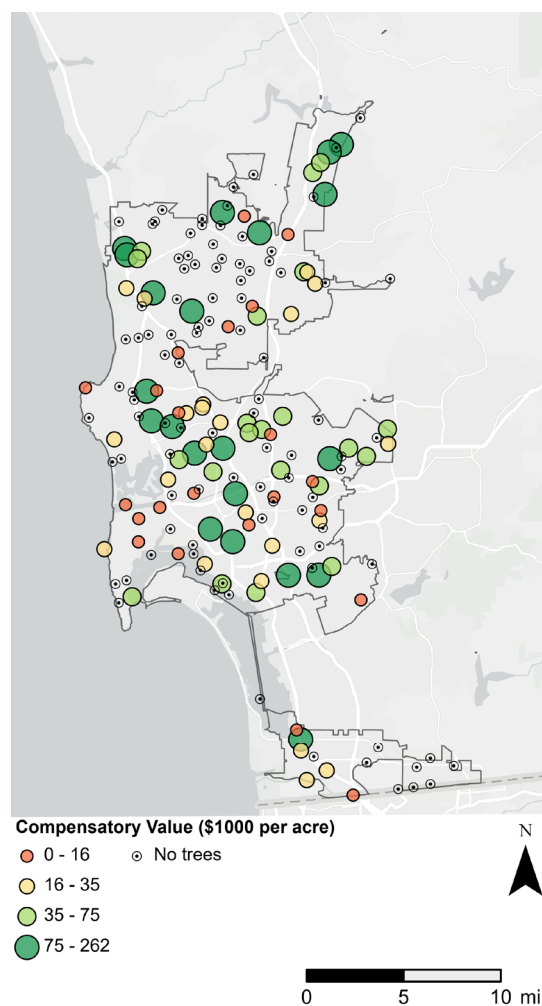 Compensatory Value ($1000 per acre)
0 - 16
No trees
16 - 35
35 - 75
75 - 262
N
0 5 10 mi